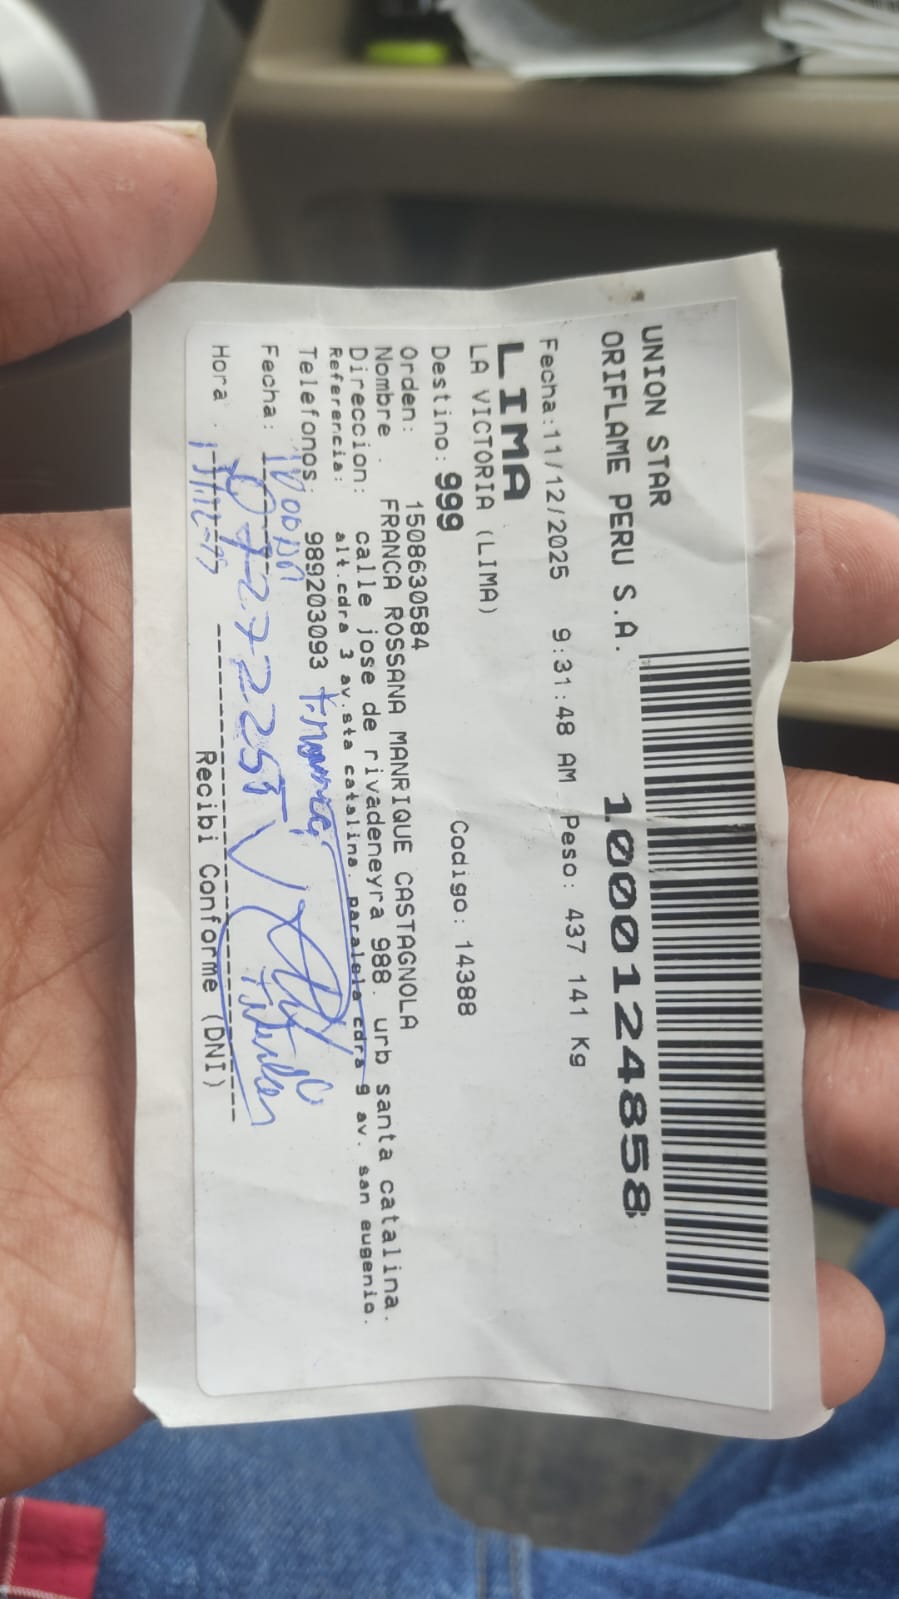 UNION STAR
ORIFLAME PERU S.A.
1000124858
Fecha:11/12/2025 9:31:48 AM Peso: 437 141 Kg
LIMA
LA VICTORIA (LIMA)
Destino: 999 Codigo: 14388
Orden: 1508630584
Nombre . FRANCA ROSSANA MANRIQUE CASTAGNOLA
Direccion: calle jose de rivadeneyra 988. urb santa catalina.
Referencia: alt.cdra 3 av.sta catalina. paralela cdra 9 av. san eugenio.
Telefonos: 989203093
Fecha:
Hora :
Recibi Conforme (DNI)